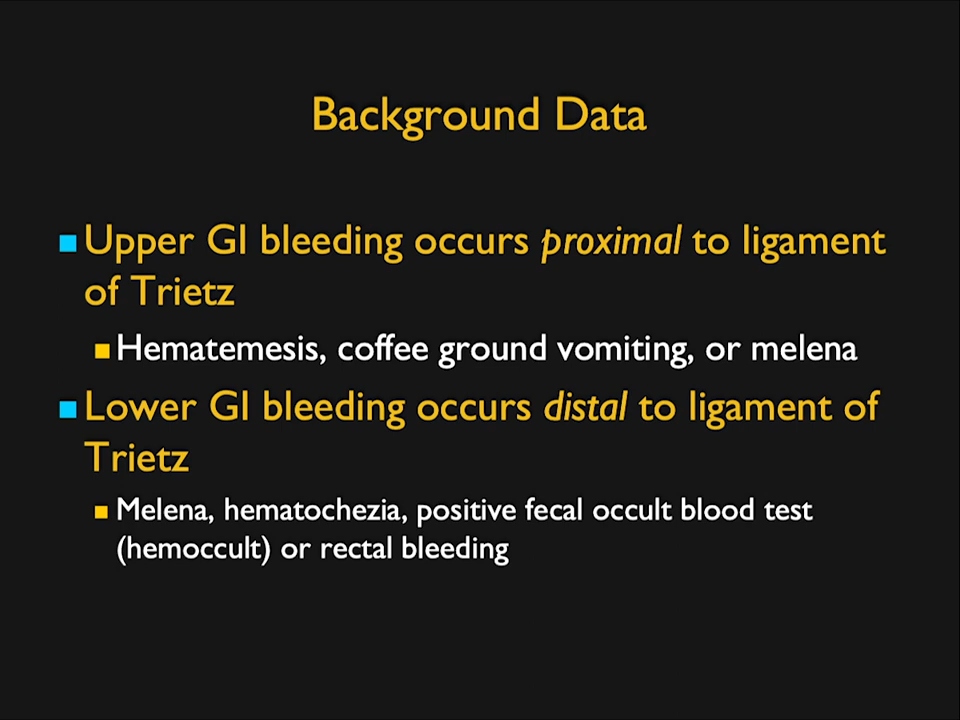 Background Data
Upper GI bleeding occurs proximal to ligament
of Trietz
Hematemesis, coffee ground vomiting, or melena
Lower GI bleeding occurs distal to ligament of
Trietz
Melena, hematochezia, positive fecal occult blood test
(hemoccult) or rectal bleeding